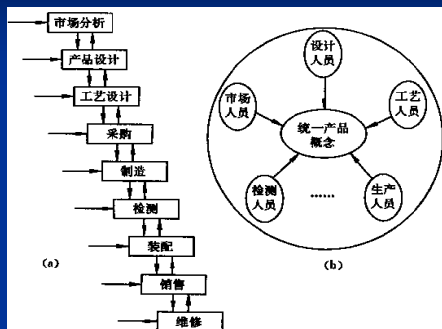 市场分析
产品设计
工艺设计
采购
制造
检测
装配
销售
维修
(a)
设计
人员
市场
人员
工艺
人员
统一产品
概念
检测
人员
……
生产
人员
(b)